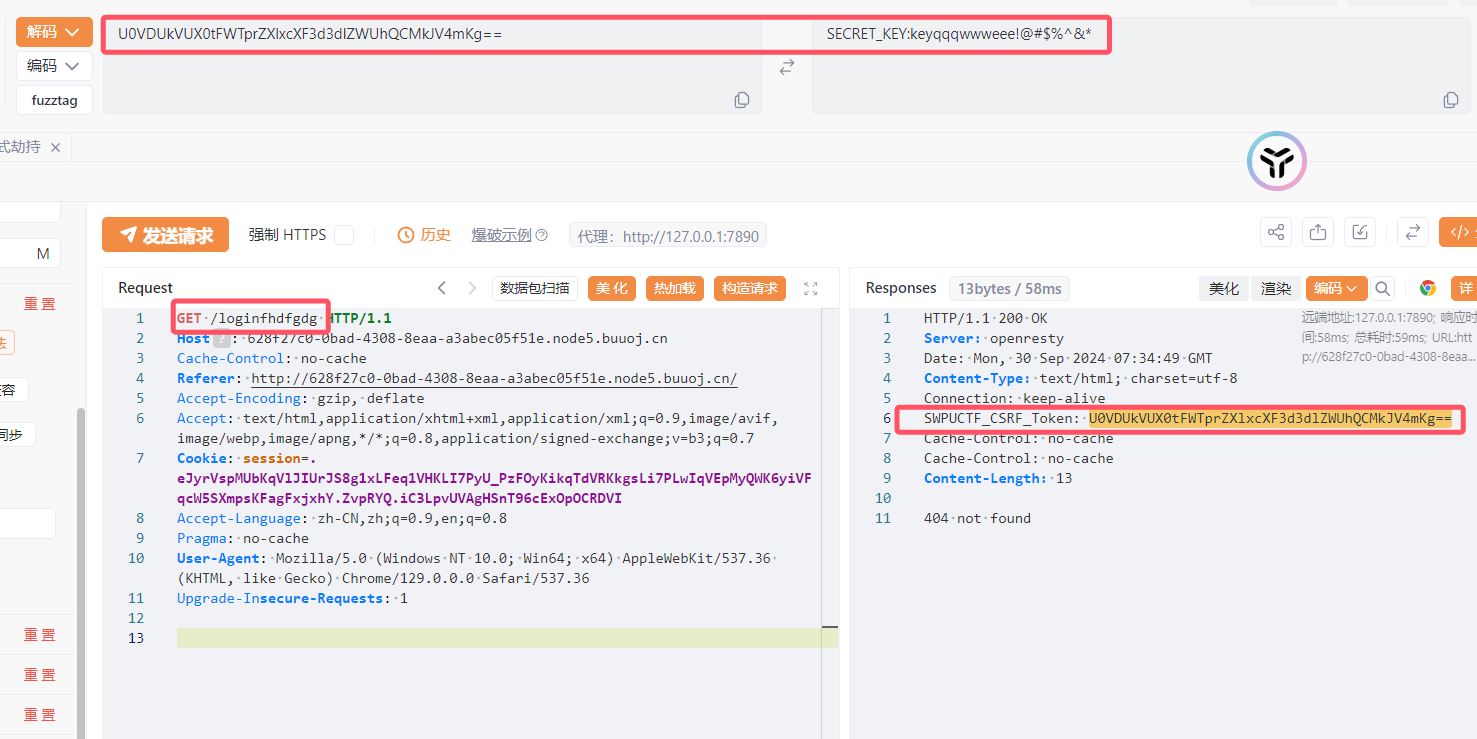 解码
U0VDUkVUX0tFWTprZXlxcXF3d3dlZWUhQCMkJV4mKg==
SECRET_KEY:keyqqqwwweee!@#$%^&*
编码
fuzztag
式劫持
发送请求
强制 HTTPS
历史
爆破示例
代理：http://127.0.0.1:7890
M
重置
Request
数据包扫描
美化
热加载
构造请求
1 GET /loginfhdfgdg HTTP/1.1
2 Host ? : 628f27c0-0bad-4308-8eaa-a3abec05f51e.node5.buuoj.cn
3 Cache-Control: no-cache
4 Referer: http://628f27c0-0bad-4308-8eaa-a3abec05f51e.node5.buuoj.cn/
5 Accept-Encoding: gzip, deflate
6 Accept: text/html,application/xhtml+xml,application/xml;q=0.9,image/avif,
image/webp,image/apng,*/*;q=0.8,application/signed-exchange;v=b3;q=0.7
7 Cookie: session=.
eJyrVspMUbKqVlJIUrJS8g1xLFeq1VHKLI7PyU_PzFOyKikqTdVRKkgsLi7PLwIqVEpMyQWK6yiVF
qcW5SXmpsKFagFxjxhY.ZvpRYQ.iC3LpvUVAgHSnT96cExOpOCRDVI
8 Accept-Language: zh-CN,zh;q=0.9,en;q=0.8
9 Pragma: no-cache
10 User-Agent: Mozilla/5.0 (Windows NT 10.0; Win64; x64) AppleWebKit/537.36
(KHTML, like Gecko) Chrome/129.0.0.0 Safari/537.36
11 Upgrade-Insecure-Requests: 1
12
13
Responses
13bytes / 58ms
美化
渲染
编码
详
1 HTTP/1.1 200 OK
2 Server: openresty
3 Date: Mon, 30 Sep 2024 07:34:49 GMT
4 Content-Type: text/html; charset=utf-8
5 Connection: keep-alive
6 SWPUCTF_CSRF_Token: U0VDUkVUX0tFWTprZXlxcXF3d3dlZWUhQCMkJV4mKg==
7 Cache-Control: no-cache
8 Cache-Control: no-cache
9 Content-Length: 13
10
11 404 not found
远端地址:127.0.0.1:7890; 响应时
间:58ms; 总耗时:59ms; URL:htt
p://628f27c0-0bad-4308-8eaa...
容
同步
重置
重置
重置